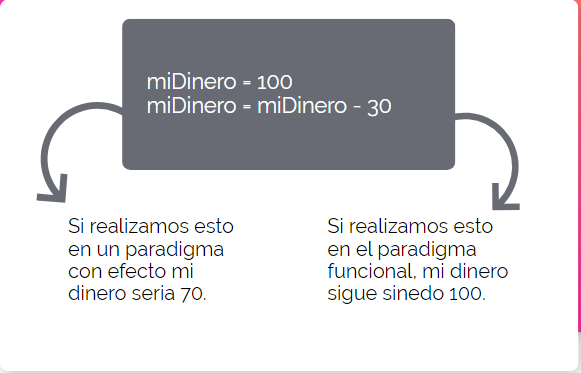 miDinero = 100
miDinero = miDinero - 30
Si realizamos esto
en un paradigma
con efecto mi
dinero seria 70.
Si realizamos esto
en el paradigma
funcional, mi dinero
sigue sinedo 100.